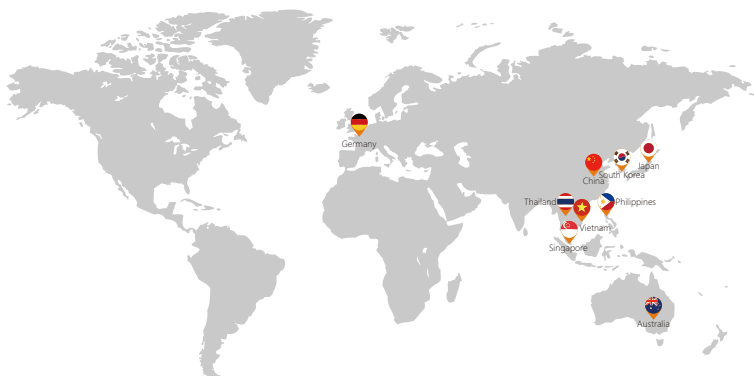 Germany
Japan
South Korea
China
Thailand
Philippines
Vietnam
Singapore
Australia